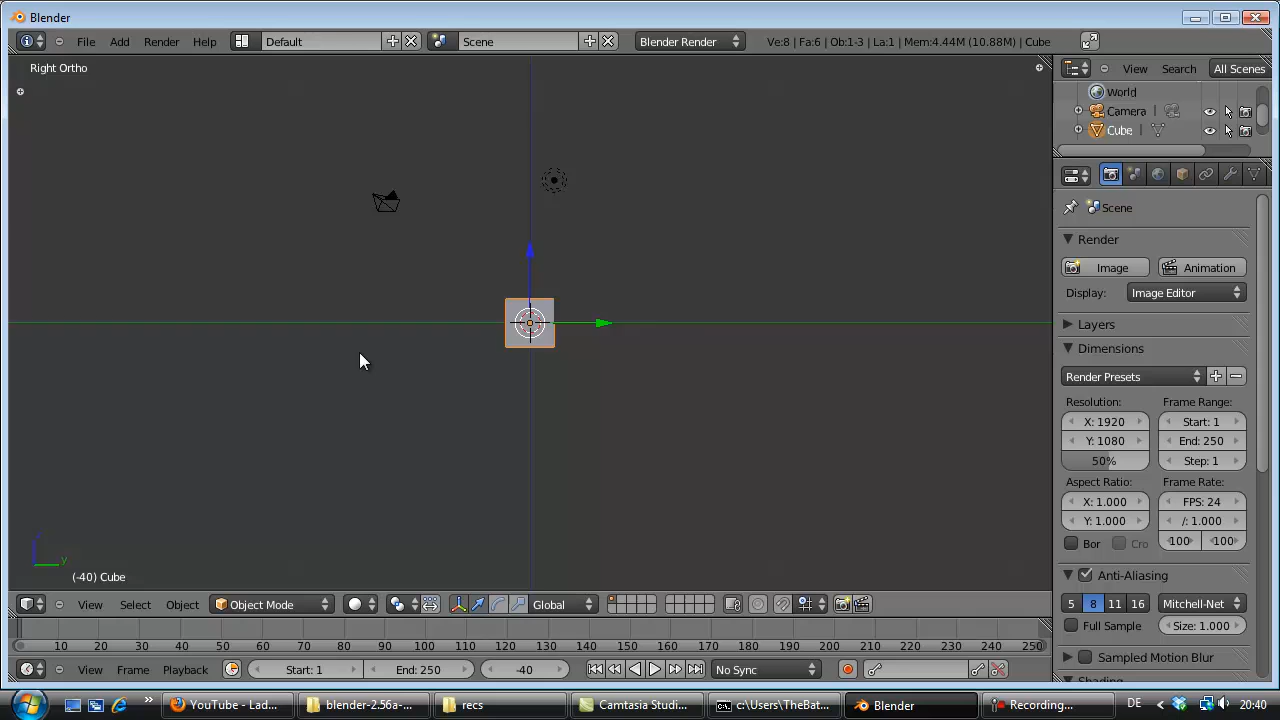 Blender
File Add Render Help Default Scene Blender Render Ve:8 | Fa:6 | Ob:1-3 | La:1 | Mem:4.44M (10.88M) | Cube
Right Ortho
View Search All Scenes
World
Camera
Cube
Scene
Render
Image Animation
Display: Image Editor
Layers
Dimensions
Render Presets
Resolution: Frame Range:
X: 1920 Start: 1
Y: 1080 End: 250
50% Step: 1
Aspect Ratio: Frame Rate:
X: 1.000 FPS: 24
Y: 1.000 /: 1.000
Bor Cro 100 100
Anti-Aliasing
5 8 11 16 Mitchell-Net
Full Sample Size: 1.000
Sampled Motion Blur
Shading
y
(-40) Cube
View Select Object Object Mode Global
10 20 30 40 50 60 70 80 90 100 110 120 130 140 150 160 170 180 190 200 210 220 230 240 250
View Frame Playback Start: 1 End: 250 -40 No Sync
YouTube - Lad... blender-2.56a-... recs Camtasia Studi... c:\Users\TheBat... Blender Recording... DE 20:40